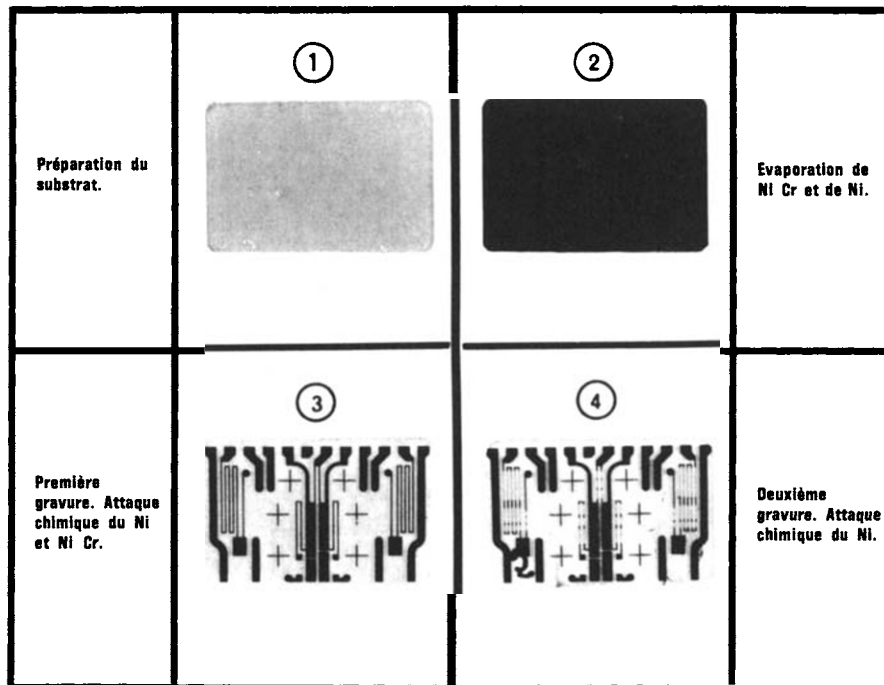 1
2
Préparation du
substrat.
Evaporation de
Ni Cr et de Ni.
3
4
Première
gravure. Attaque
chimique du Ni
et Ni Cr.
Deuxième
gravure. Attaque
chimique du Ni.